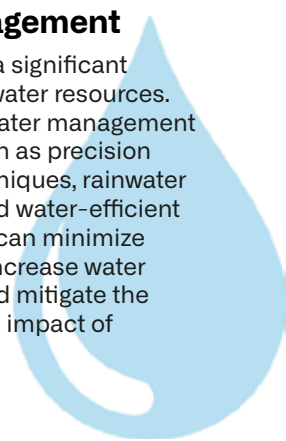 agement
a significant
water resources.
ater management
h as precision
niques, rainwater
d water-efficient
can minimize
ncrease water
d mitigate the
impact of